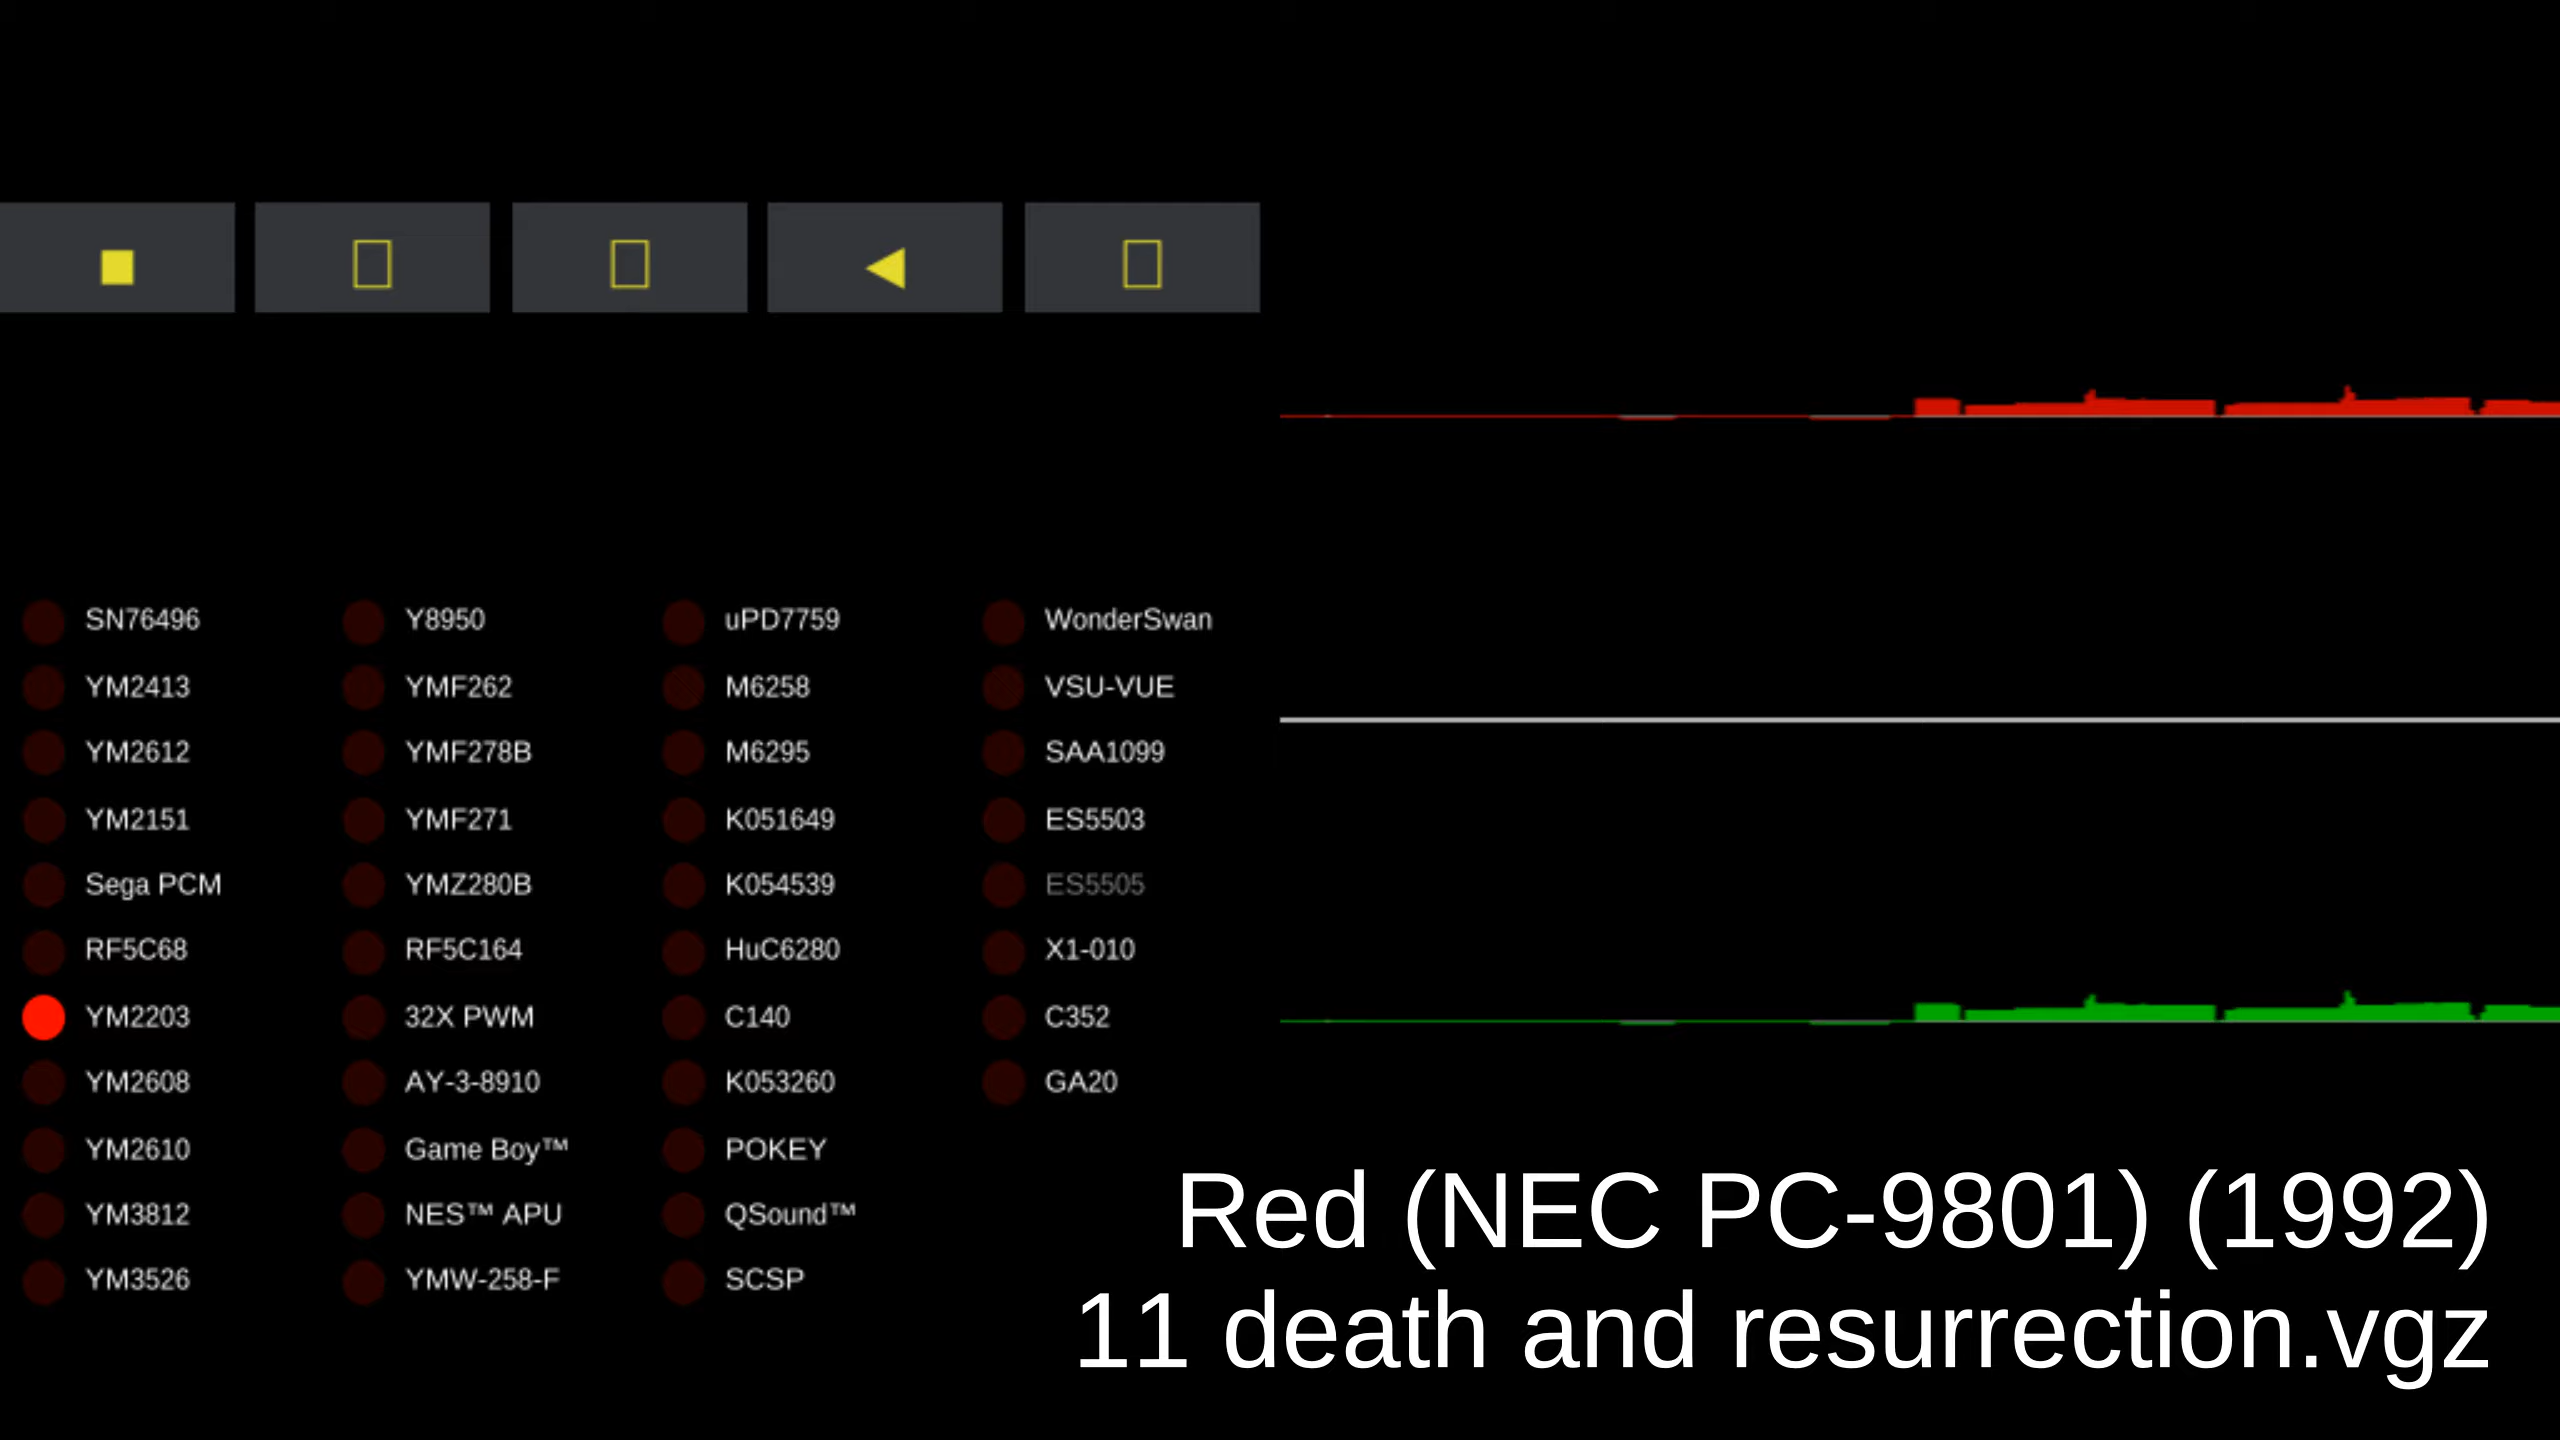 SN76496 Y8950 uPD7759 WonderSwan
YM2413 YMF262 M6258 VSU-VUE
YM2612 YMF278B M6295 SAA1099
YM2151 YMF271 K051649 ES5503
Sega PCM YMZ280B K054539 ES5505
RF5C68 RF5C164 HuC6280 X1-010
YM2203 32X PWM C140 C352
YM2608 AY-3-8910 K053260 GA20
YM2610 Game Boy™ POKEY
YM3812 NES™ APU QSound™
YM3526 YMW-258-F SCSP
Red (NEC PC-9801) (1992)
11 death and resurrection.vgz